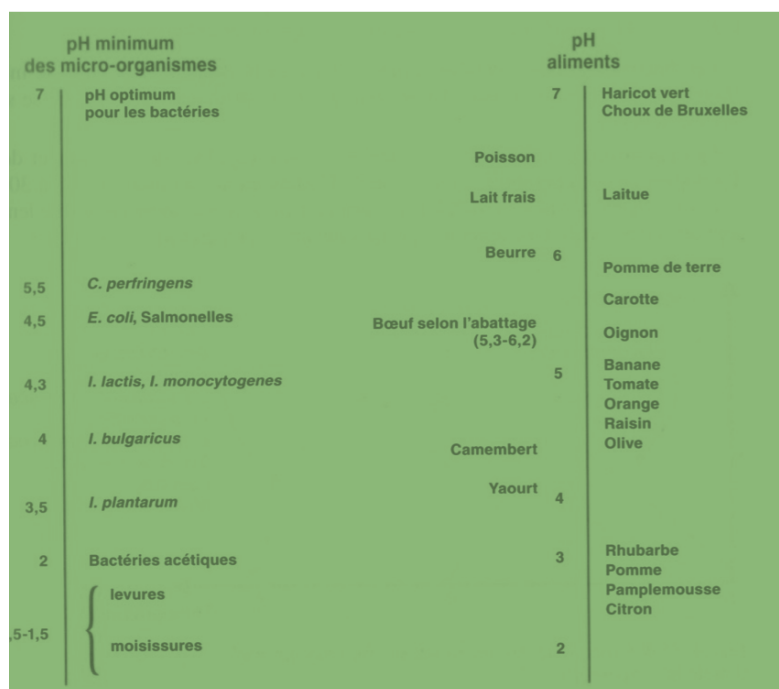 pH minimum
des micro-organismes
7 pH optimum
pour les bactéries
5,5 C. perfringens
4,5 E. coli, Salmonelles
4,3 l. lactis, l. monocytogenes
4 l. bulgaricus
3,5 l. plantarum
2 Bactéries acétiques
levures
,5-1,5
moisissures
pH
aliments
7 Haricot vert
Choux de Bruxelles
Poisson
Lait frais Laitue
Beurre 6
Pomme de terre
Carotte
Bœuf selon l'abattage
(5,3-6,2)
Oignon
5 Banane
Tomate
Orange
Raisin
Olive
Camembert
Yaourt 4
3 Rhubarbe
Pomme
Pamplemousse
Citron
2